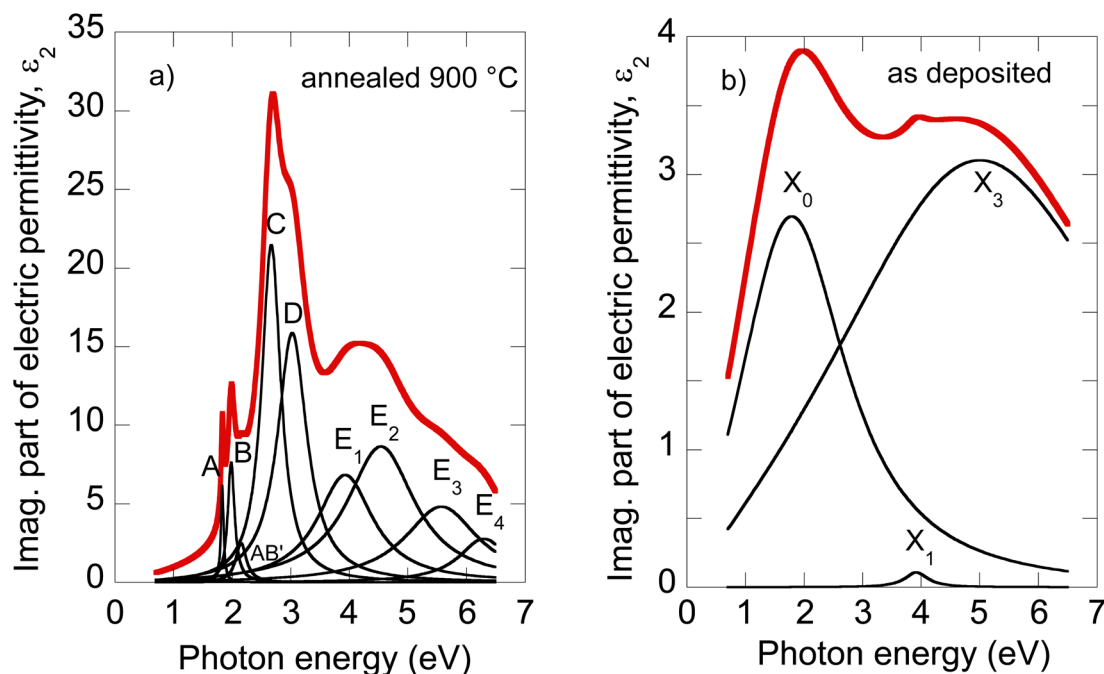 Imag. part of electric permittivity, ε₂
35
30
25
20
15
10
5
0
a)
annealed 900 °C
A
B
AB'
C
D
E₁
E₂
E₃
E₄
0 1 2 3 4 5 6 7
Photon energy (eV)
Imag. part of electric permittivity, ε₂
4
3
2
1
0
b)
as deposited
X₀
X₃
X₁
0 1 2 3 4 5 6 7
Photon energy (eV)